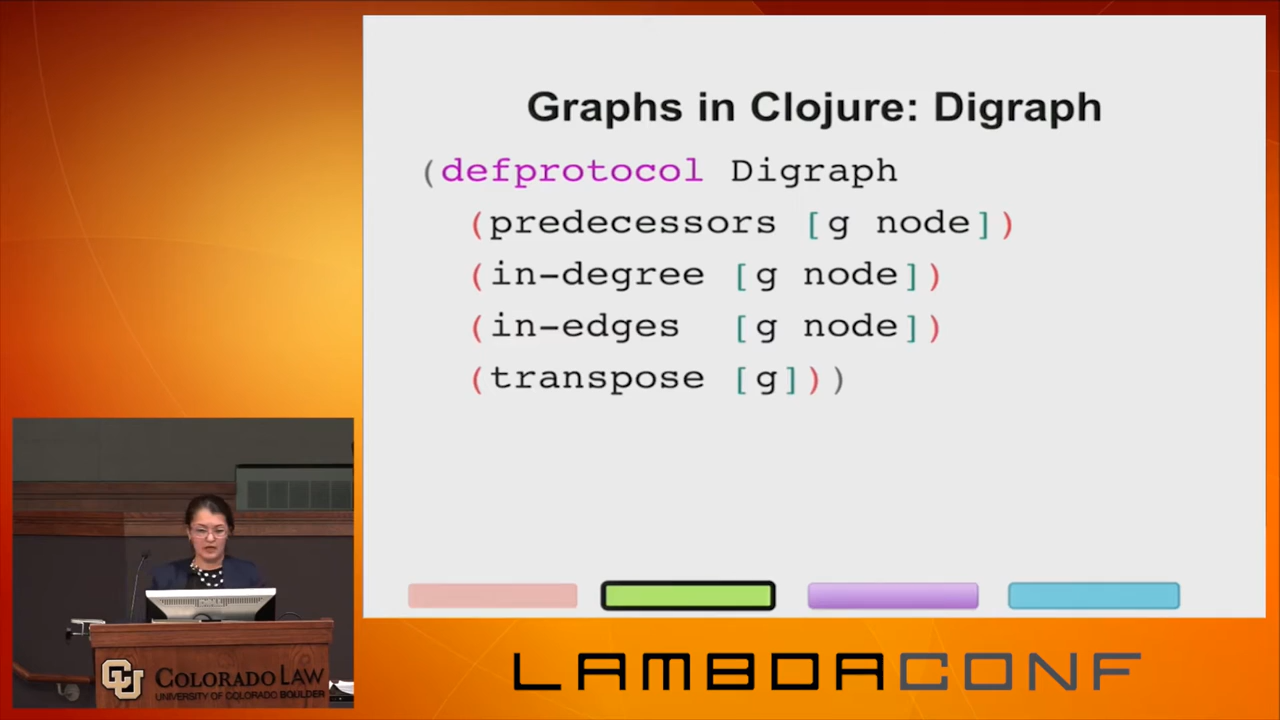 Graphs in Clojure: Digraph
(defprotocol Digraph
(predecessors [g node])
(in-degree [g node])
(in-edges [g node])
(transpose [g]))
DELL
CU
COLORADO LAW
UNIVERSITY OF COLORADO BOULDER
LAMBDACONF